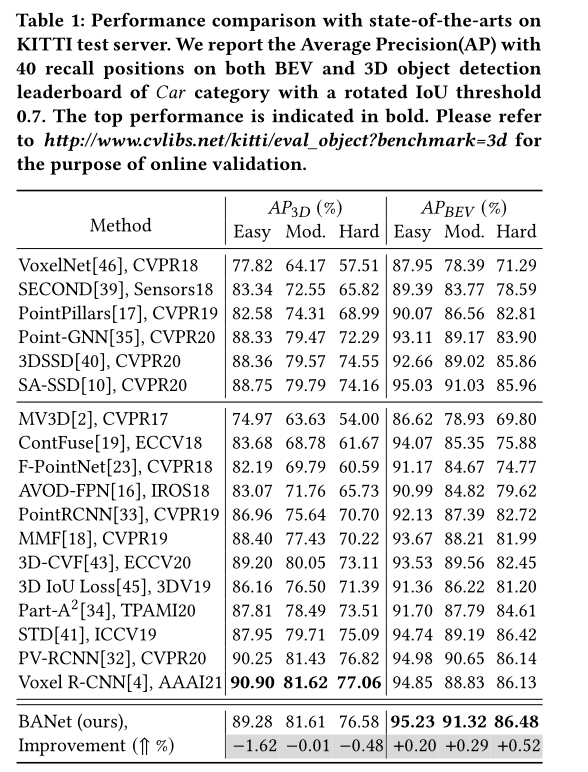 Table 1: Performance comparison with state-of-the-arts on
KITTI test server. We report the Average Precision(AP) with
40 recall positions on both BEV and 3D object detection
leaderboard of Car category with a rotated IoU threshold
0.7. The top performance is indicated in bold. Please refer
to http://www.cvlibs.net/kitti/eval_object?benchmark=3d for
the purpose of online validation.
Method AP3D (%) APBEV (%)
Easy Mod. Hard Easy Mod. Hard
VoxelNet[46], CVPR18 77.82 64.17 57.51 87.95 78.39 71.29
SECOND[39], Sensors18 83.34 72.55 65.82 89.39 83.77 78.59
PointPillars[17], CVPR19 82.58 74.31 68.99 90.07 86.56 82.81
Point-GNN[35], CVPR20 88.33 79.47 72.29 93.11 89.17 83.90
3DSSD[40], CVPR20 88.36 79.57 74.55 92.66 89.02 85.86
SA-SSD[10], CVPR20 88.75 79.79 74.16 95.03 91.03 85.96
MV3D[2], CVPR17 74.97 63.63 54.00 86.62 78.93 69.80
ContFuse[19], ECCV18 83.68 68.78 61.67 94.07 85.35 75.88
F-PointNet[23], CVPR18 82.19 69.79 60.59 91.17 84.67 74.77
AVOD-FPN[16], IROS18 83.07 71.76 65.73 90.99 84.82 79.62
PointRCNN[33], CVPR19 86.96 75.64 70.70 92.13 87.39 82.72
MMF[18], CVPR19 88.40 77.43 70.22 93.67 88.21 81.99
3D-CVF[43], ECCV20 89.20 80.05 73.11 93.53 89.56 82.45
3D IoU Loss[45], 3DV19 86.16 76.50 71.39 91.36 86.22 81.20
Part-A²[34], TPAMI20 87.81 78.49 73.51 91.70 87.79 84.61
STD[41], ICCV19 87.95 79.71 75.09 94.74 89.19 86.42
PV-RCNN[32], CVPR20 90.25 81.43 76.82 94.98 90.65 86.14
Voxel R-CNN[4], AAAI21 90.90 81.62 77.06 94.85 88.83 86.13
BANet (ours), 89.28 81.61 76.58 95.23 91.32 86.48
Improvement (⇑ %) −1.62 −0.01 −0.48 +0.20 +0.29 +0.52